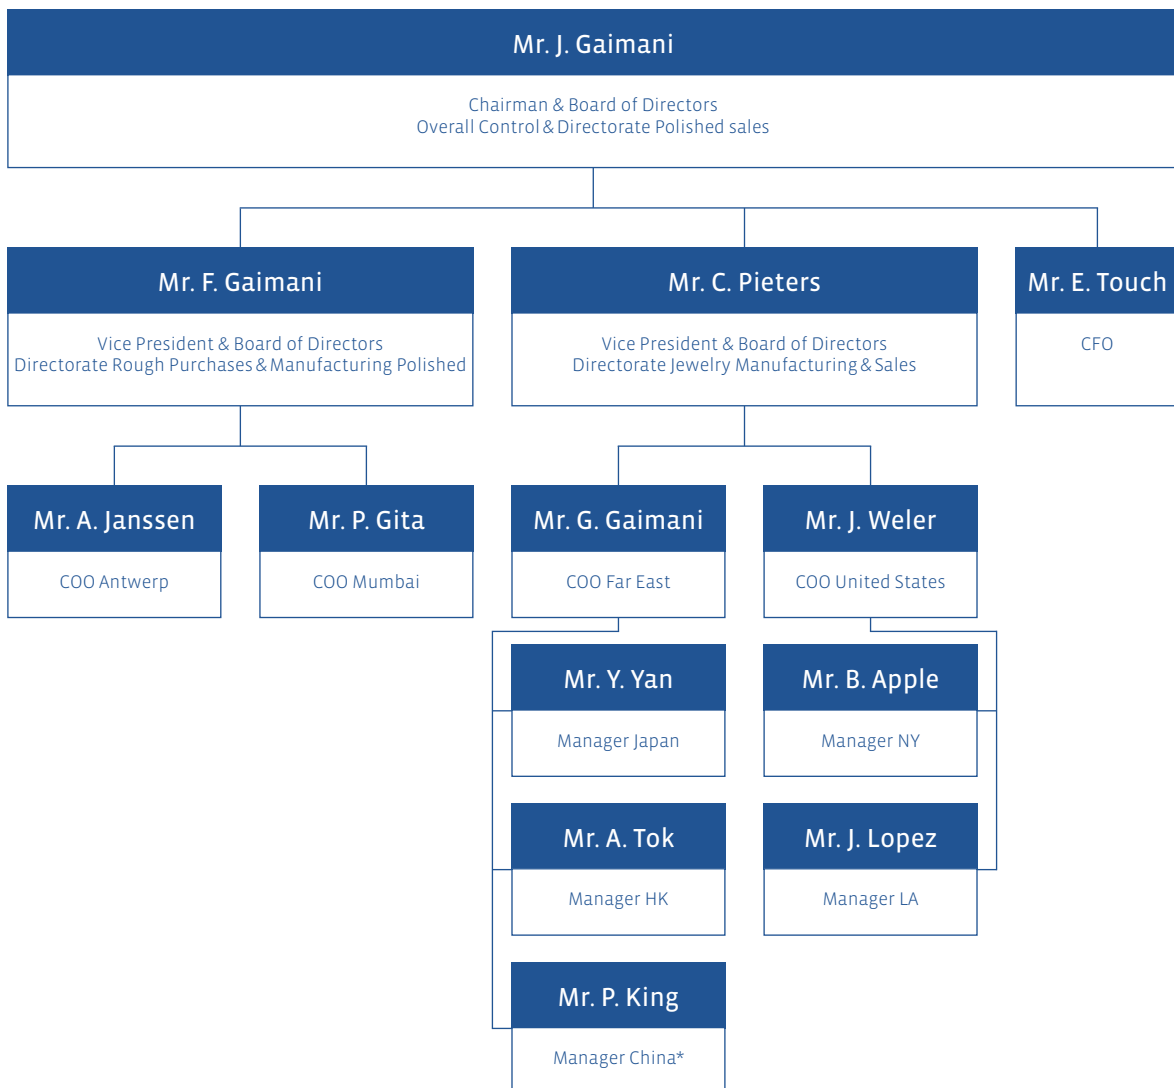 Mr. J. Gaimani
Chairman & Board of Directors
Overall Control & Directorate Polished sales
Mr. F. Gaimani
Vice President & Board of Directors
Directorate Rough Purchases & Manufacturing Polished
Mr. C. Pieters
Vice President & Board of Directors
Directorate Jewelry Manufacturing & Sales
Mr. E. Touch
CFO
Mr. A. Janssen
COO Antwerp
Mr. P. Gita
COO Mumbai
Mr. G. Gaimani
COO Far East
Mr. J. Weler
COO United States
Mr. Y. Yan
Manager Japan
Mr. B. Apple
Manager NY
Mr. A. Tok
Manager HK
Mr. J. Lopez
Manager LA
Mr. P. King
Manager China*